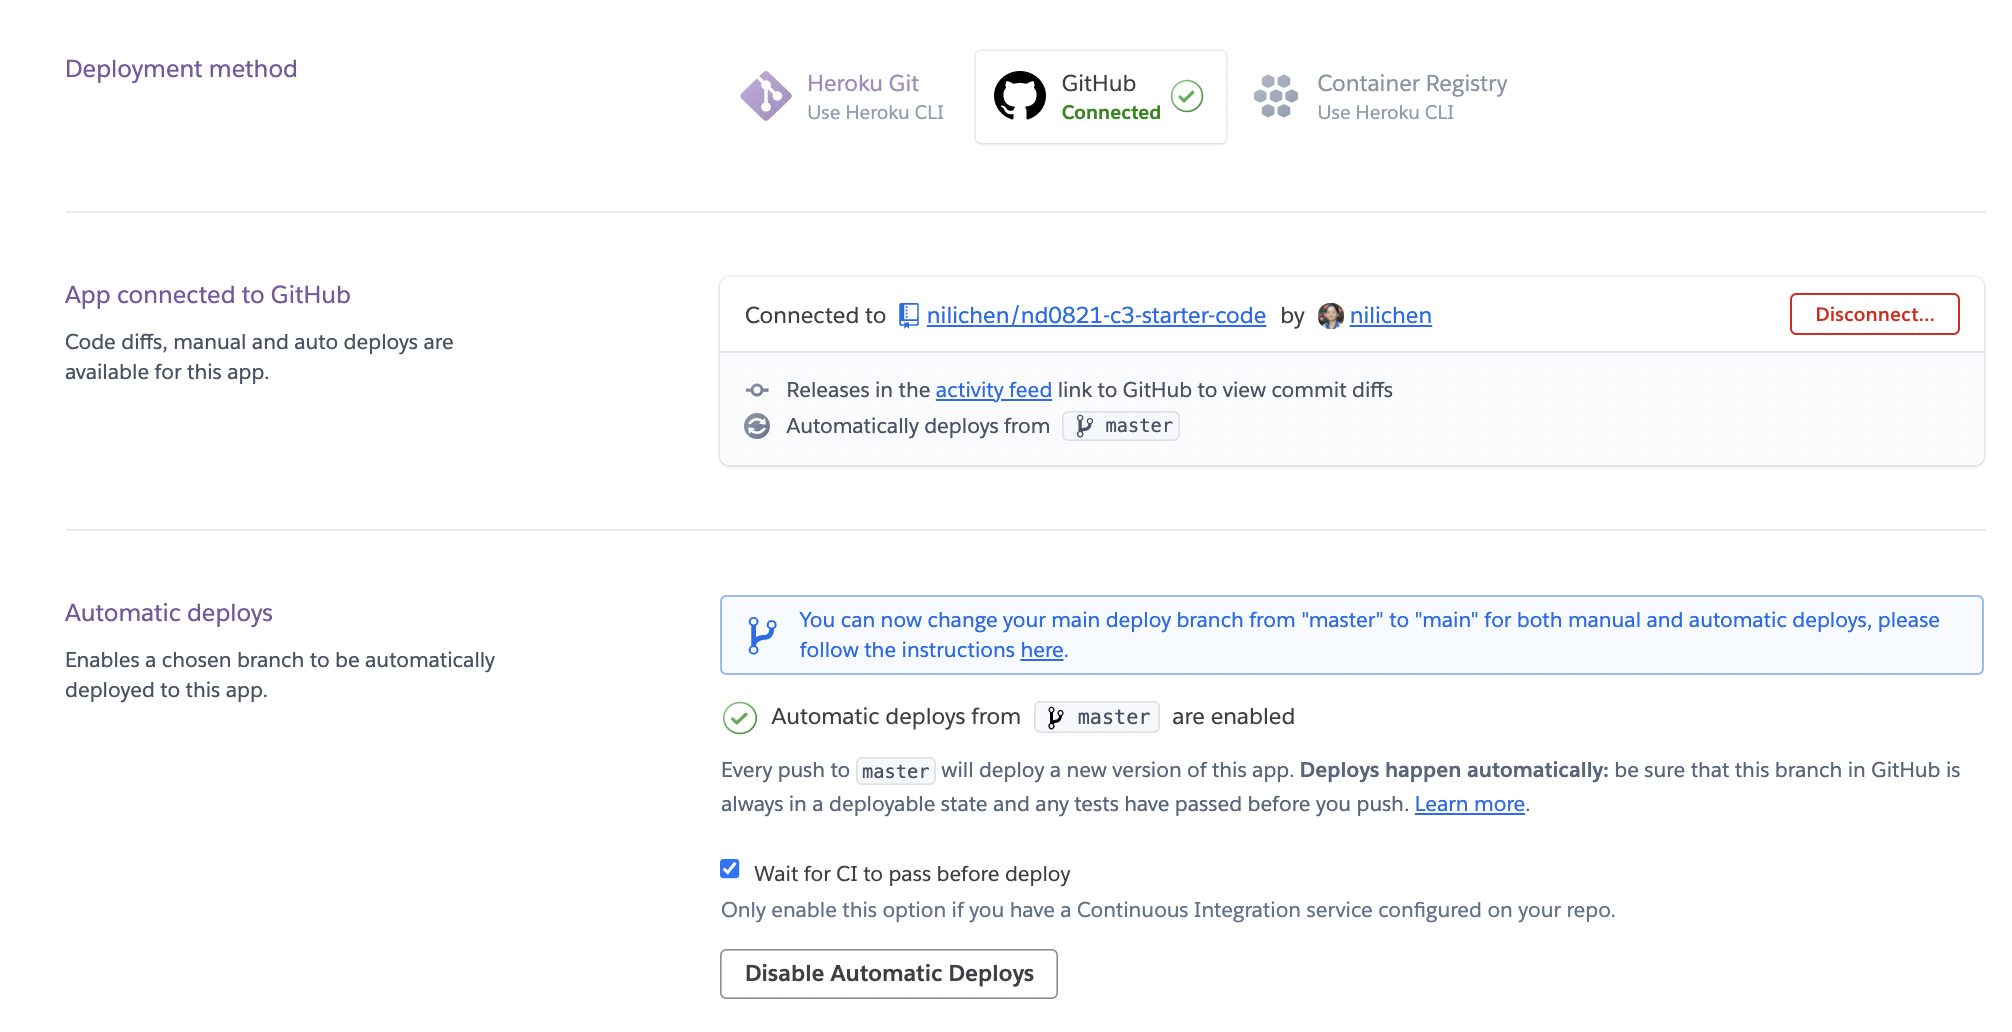 Deployment method
Heroku Git
Use Heroku CLI
GitHub
Connected
Container Registry
Use Heroku CLI
App connected to GitHub
Code diffs, manual and auto deploys are
available for this app.
Connected to nilichen/nd0821-c3-starter-code by nilichen
Disconnect...
Releases in the activity feed link to GitHub to view commit diffs
Automatically deploys from master
Automatic deploys
Enables a chosen branch to be automatically
deployed to this app.
You can now change your main deploy branch from "master" to "main" for both manual and automatic deploys, please
follow the instructions here.
Automatic deploys from master are enabled
Every push to master will deploy a new version of this app. Deploys happen automatically: be sure that this branch in GitHub is
always in a deployable state and any tests have passed before you push. Learn more.
Wait for CI to pass before deploy
Only enable this option if you have a Continuous Integration service configured on your repo.
Disable Automatic Deploys